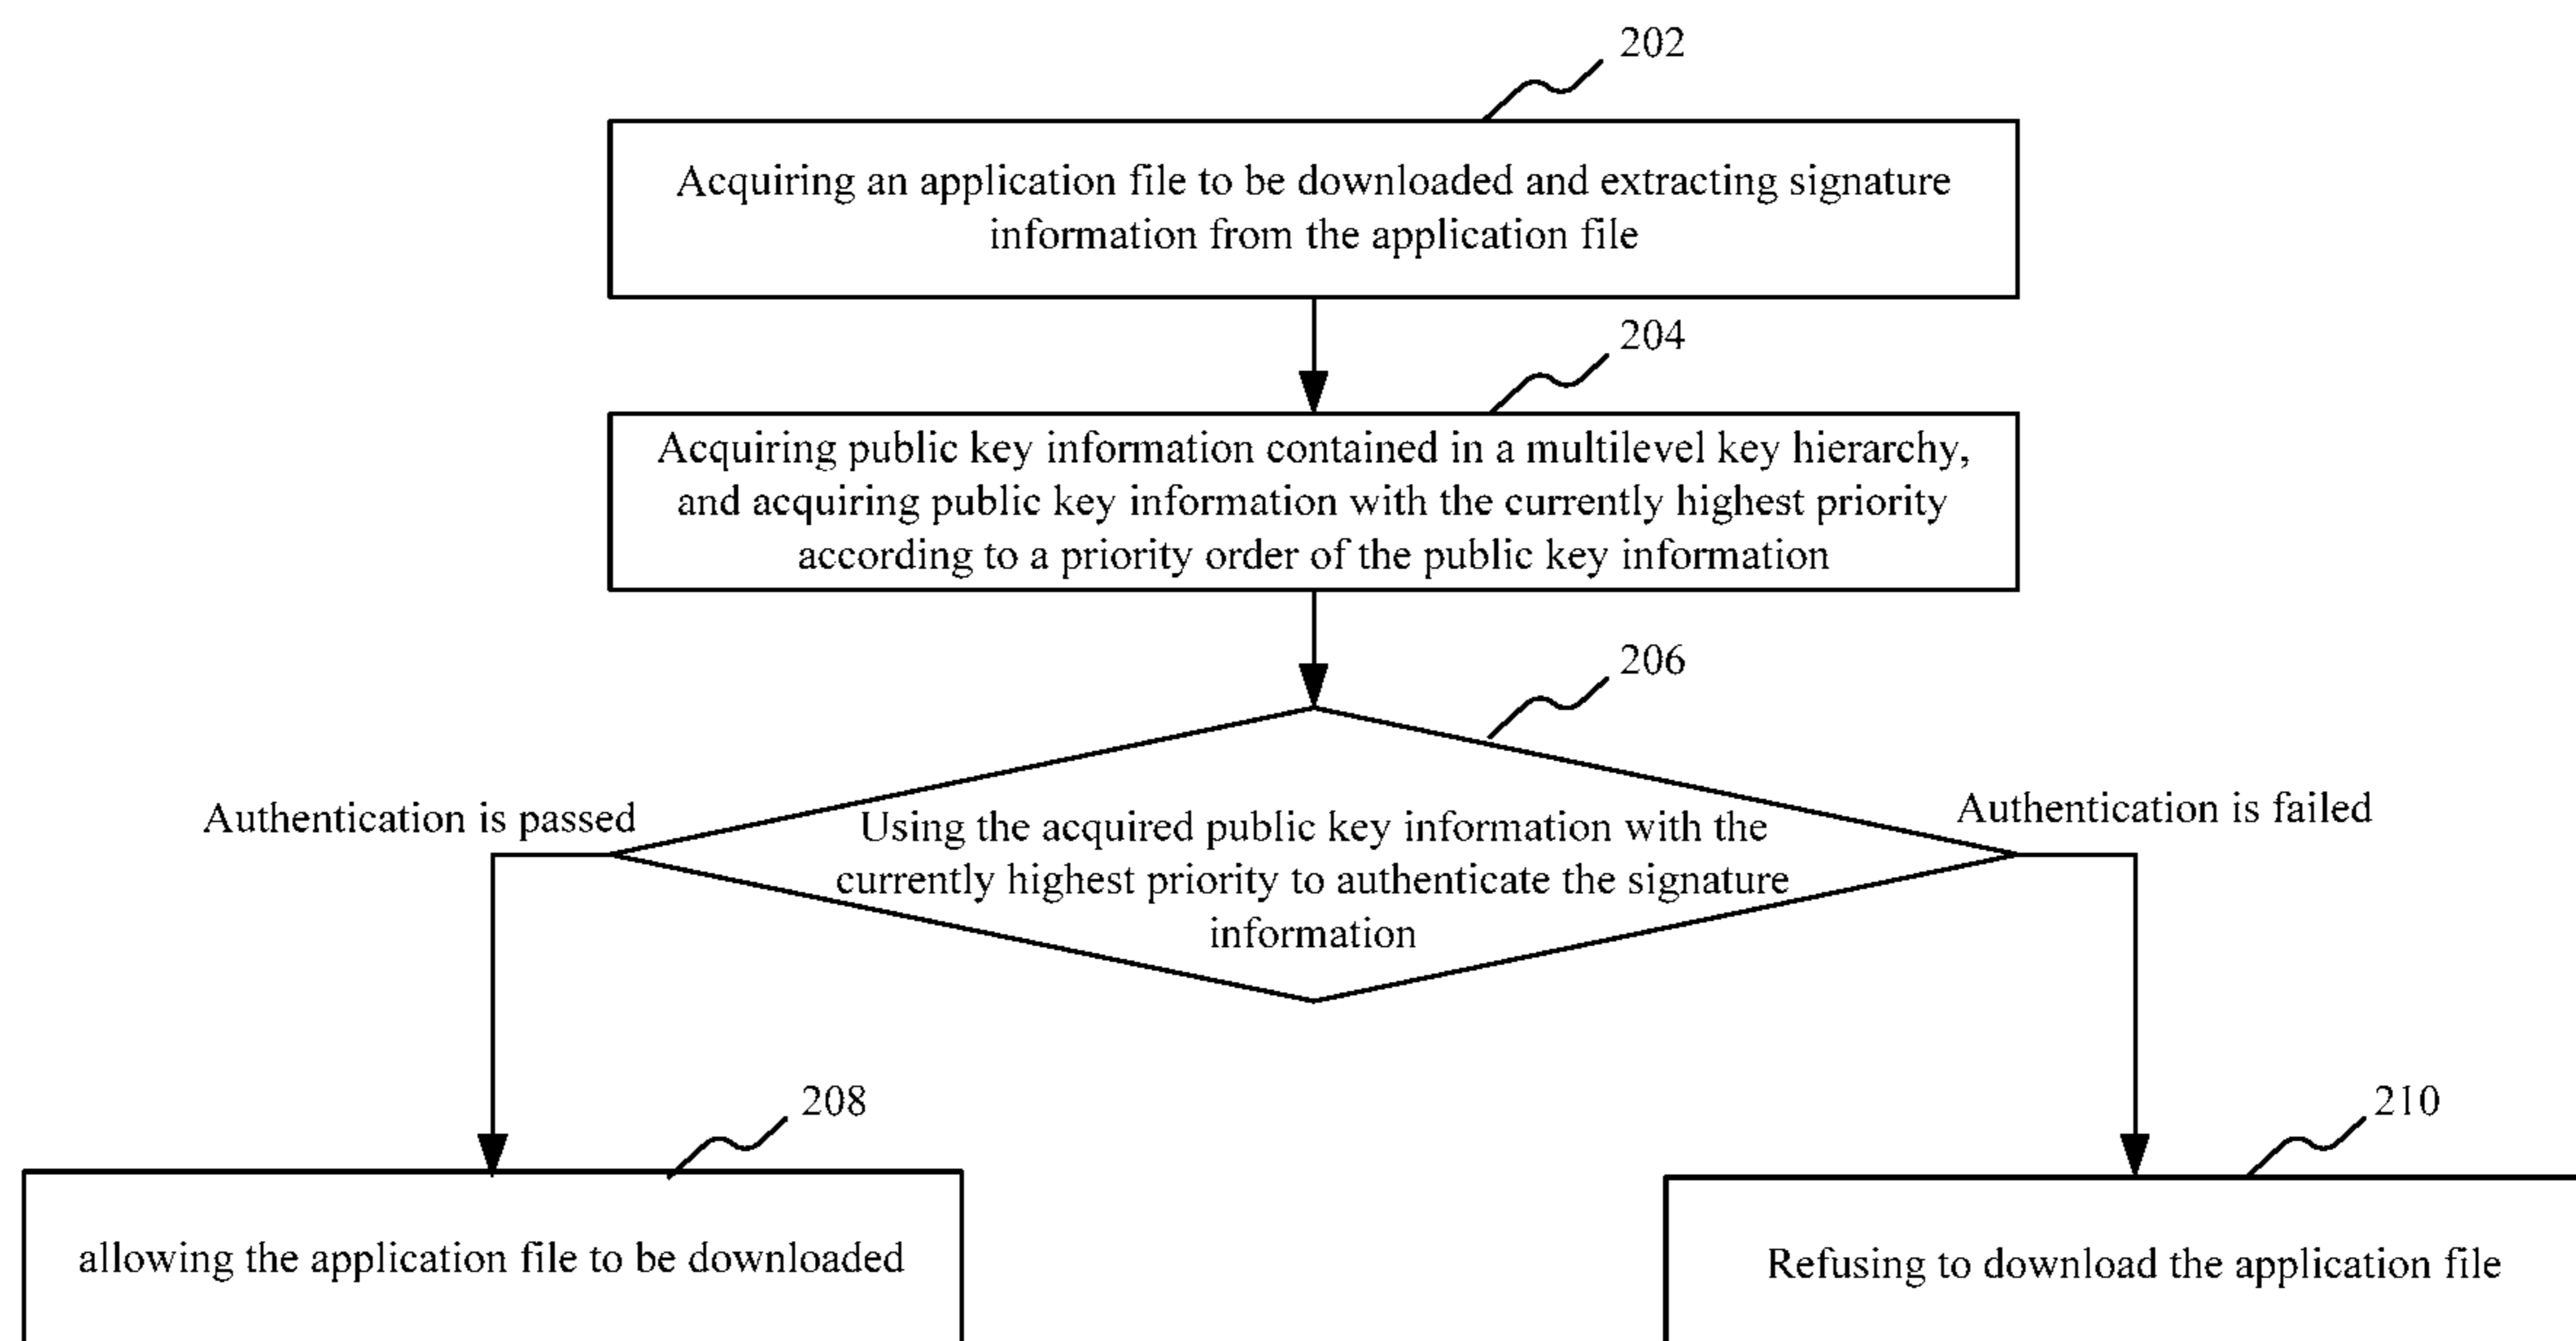 202
Acquiring an application file to be downloaded and extracting signature
information from the application file
204
Acquiring public key information contained in a multilevel key hierarchy,
and acquiring public key information with the currently highest priority
according to a priority order of the public key information
206
Authentication is passed
Authentication is failed
Using the acquired public key information with the
currently highest priority to authenticate the signature
information
208
210
allowing the application file to be downloaded
Refusing to download the application file